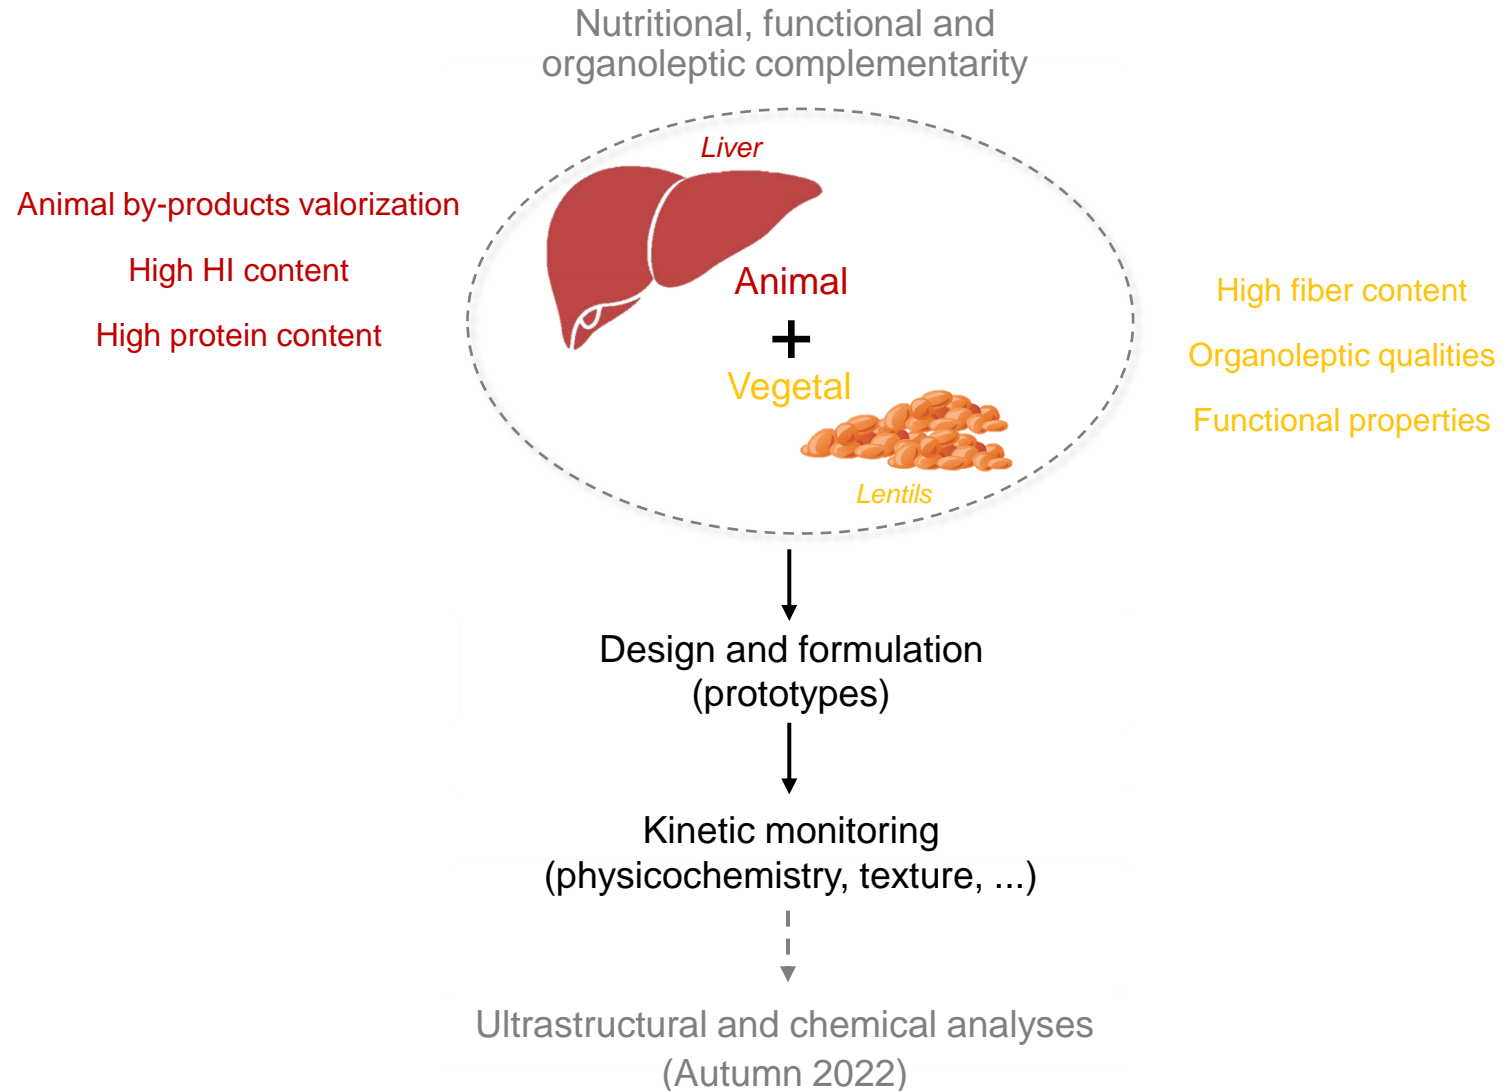 Nutritional, functional and
organoleptic complementarity
Liver
Animal by-products valorization
High HI content
High protein content
Animal
+
Vegetal
Lentils
High fiber content
Organoleptic qualities
Functional properties
Design and formulation
(prototypes)
Kinetic monitoring
(physicochemistry, texture, ...)
Ultrastructural and chemical analyses
(Autumn 2022)